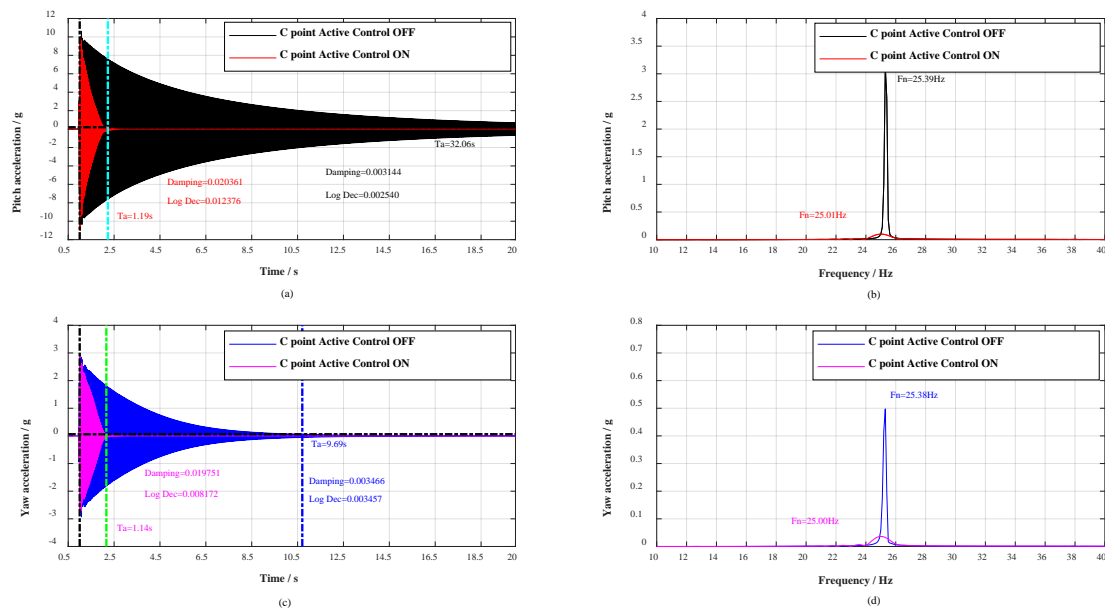 12
10
8
6
4
2
0
-2
-4
-6
-8
-10
-12
Pitch acceleration / g
C point Active Control OFF
C point Active Control ON
Ta=32.06s
Damping=0.003144
Log Dec=0.002540
Damping=0.020361
Log Dec=0.012376
Ta=1.19s
0.5 2.5 4.5 6.5 8.5 10.5 12.5 14.5 16.5 18.5 20
Time / s
(a)
4
3.5
3
2.5
2
1.5
1
0.5
0
Pitch acceleration / g
C point Active Control OFF
C point Active Control ON
Fn=25.39Hz
Fn=25.01Hz
10 12 14 16 18 20 22 24 26 28 30 32 34 36 38 40
Frequency / Hz
(b)
4
3
2
1
0
-1
-2
-3
-4
Yaw acceleration / g
C point Active Control OFF
C point Active Control ON
Ta=9.69s
Damping=0.019751
Log Dec=0.008172
Damping=0.003466
Log Dec=0.003457
Ta=1.14s
0.5 2.5 4.5 6.5 8.5 10.5 12.5 14.5 16.5 18.5 20
Time / s
(c)
0.8
0.7
0.6
0.5
0.4
0.3
0.2
0.1
0
Yaw acceleration / g
C point Active Control OFF
C point Active Control ON
Fn=25.38Hz
Fn=25.00Hz
10 12 14 16 18 20 22 24 26 28 30 32 34 36 38 40
Frequency / Hz
(d)